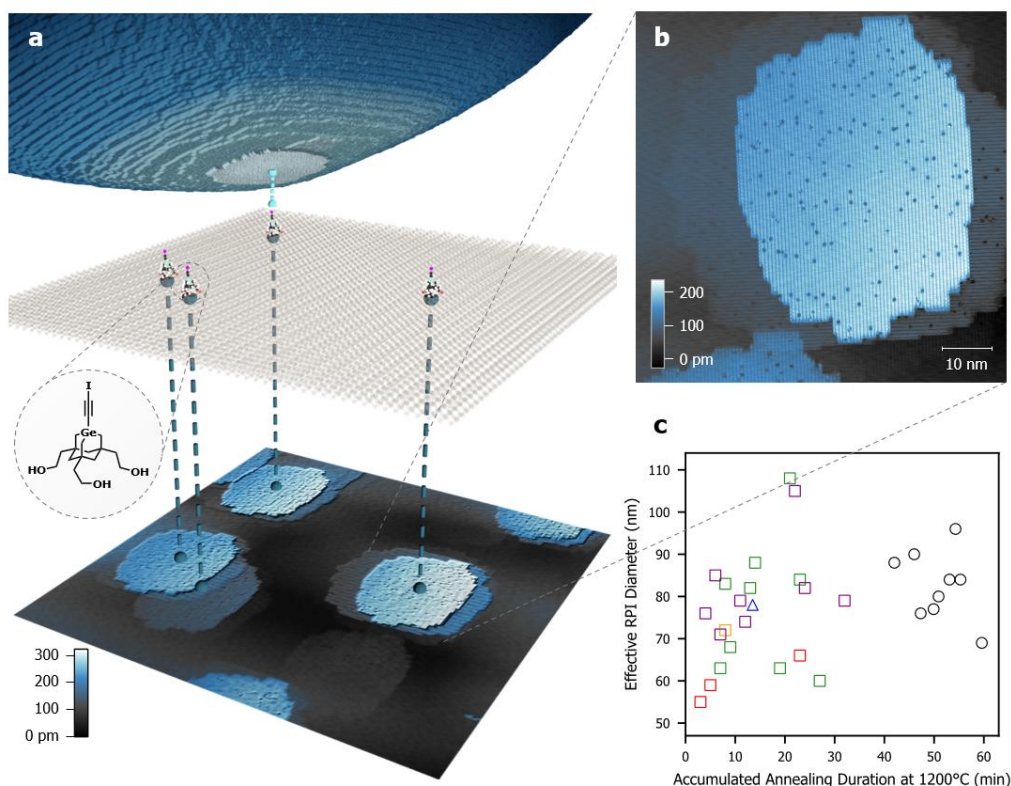 a
I
Ge
HO
OH
OH
300
200
100
0 pm
b
200
100
0 pm
10 nm
c
Effective RPI Diameter (nm)
110
100
90
80
70
60
50
0 10 20 30 40 50 60
Accumulated Annealing Duration at 1200°C (min)